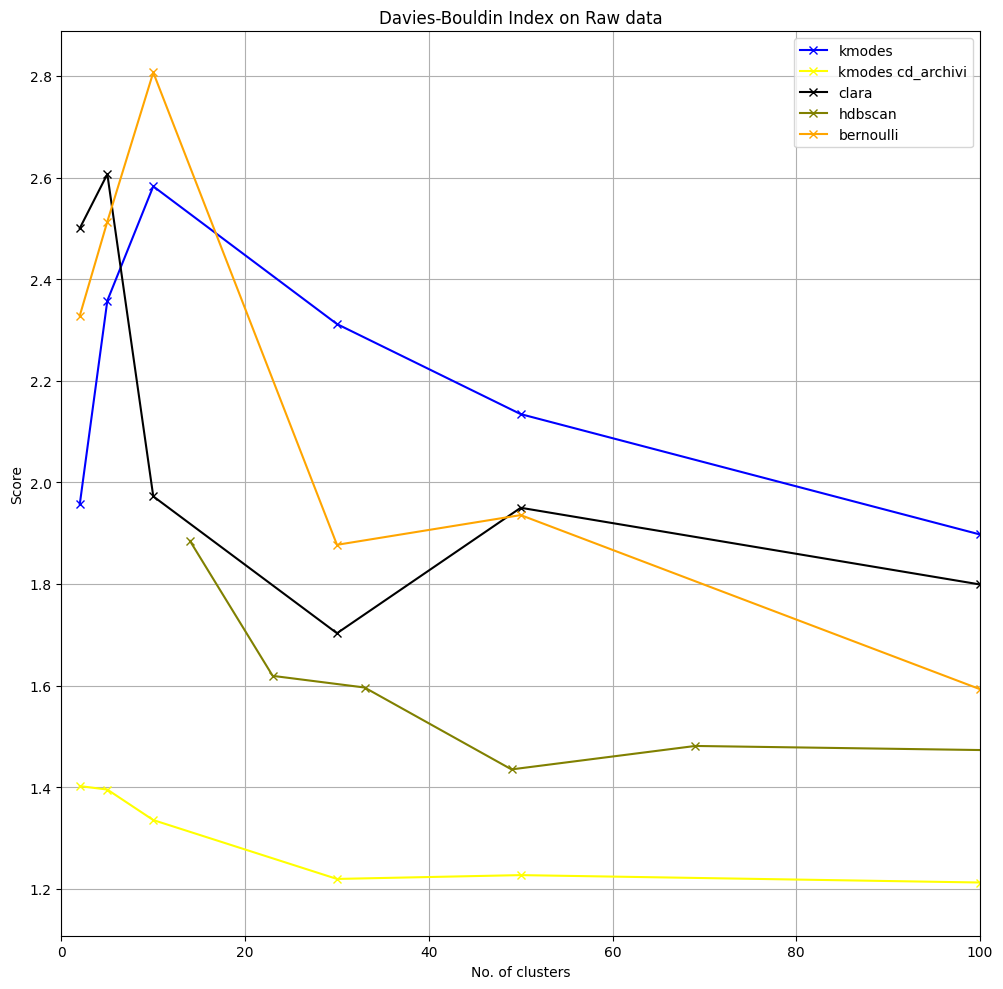 Davies-Bouldin Index on Raw data
kmodes
kmodes cd_archivi
clara
hdbscan
bernoulli
2.8
2.6
2.4
2.2
2.0
1.8
1.6
1.4
1.2
Score
0 20 40 60 80 100
No. of clusters